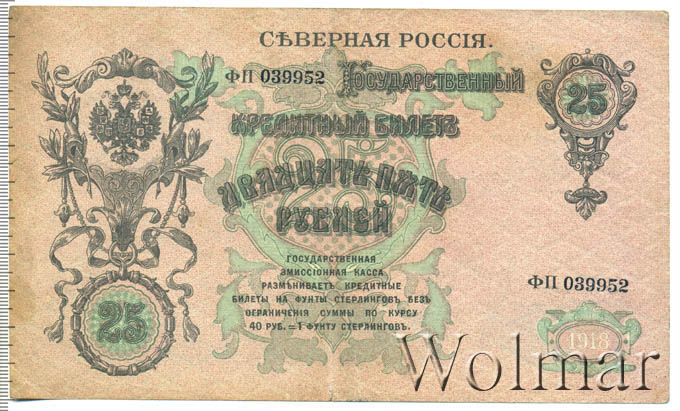 СѢВЕРНАЯ РОССІЯ.
ФП 039952 ГОСУДАРСТВЕННЫЙ
25
КРЕДИТНЫЙ БИЛЕТЪ
25
ДВАДЦАТЬ ПЯТЬ
РУБЛЕЙ
ГОСУДАРСТВЕННАЯ
ЭМИССІОННАЯ КАССА
РАЗМѢНИВАЕТЪ КРЕДИТНЫЕ
БИЛЕТЫ НА ФУНТЫ СТЕРЛИНГОВЪ БЕЗЪ
ОГРАНИЧЕНІЯ СУММЫ ПО КУРСУ
40 РУБ.=1 ФУНТУ СТЕРЛИНГОВЪ.
ФП 039952
25
1918
Wolmar